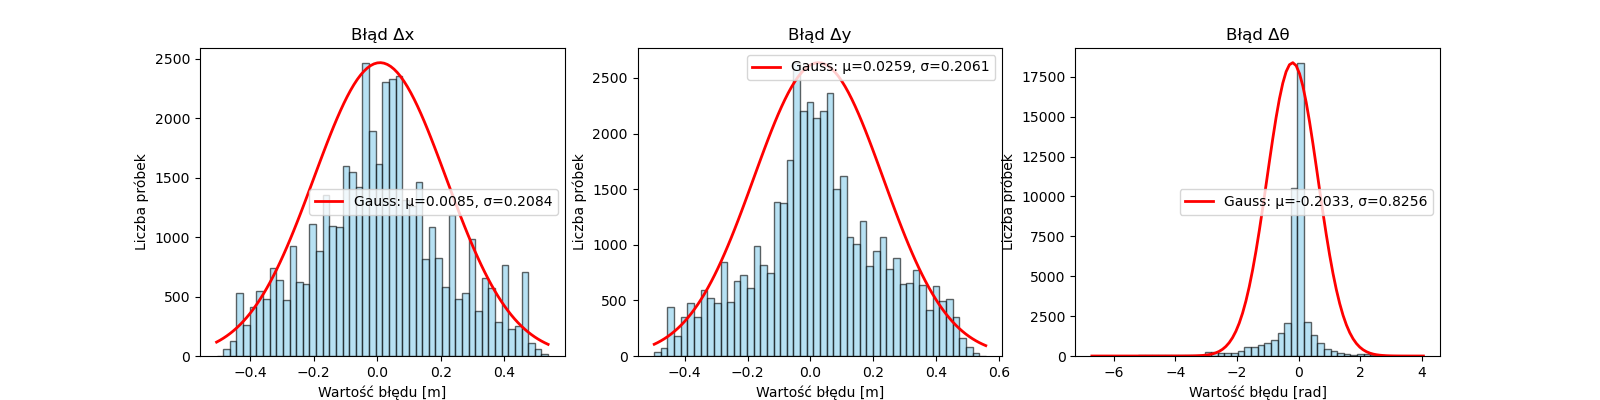 Błąd Δx
Liczba próbek
2500
2000
1500
1000
500
0
Gauss: μ=0.0085, σ=0.2084
−0.4 −0.2 0.0 0.2 0.4
Wartość błędu [m]
Błąd Δy
Liczba próbek
2500
2000
1500
1000
500
0
Gauss: μ=0.0259, σ=0.2061
−0.4 −0.2 0.0 0.2 0.4 0.6
Wartość błędu [m]
Błąd Δθ
Liczba próbek
17500
15000
12500
10000
7500
5000
2500
0
Gauss: μ=-0.2033, σ=0.8256
−6 −4 −2 0 2 4
Wartość błędu [rad]